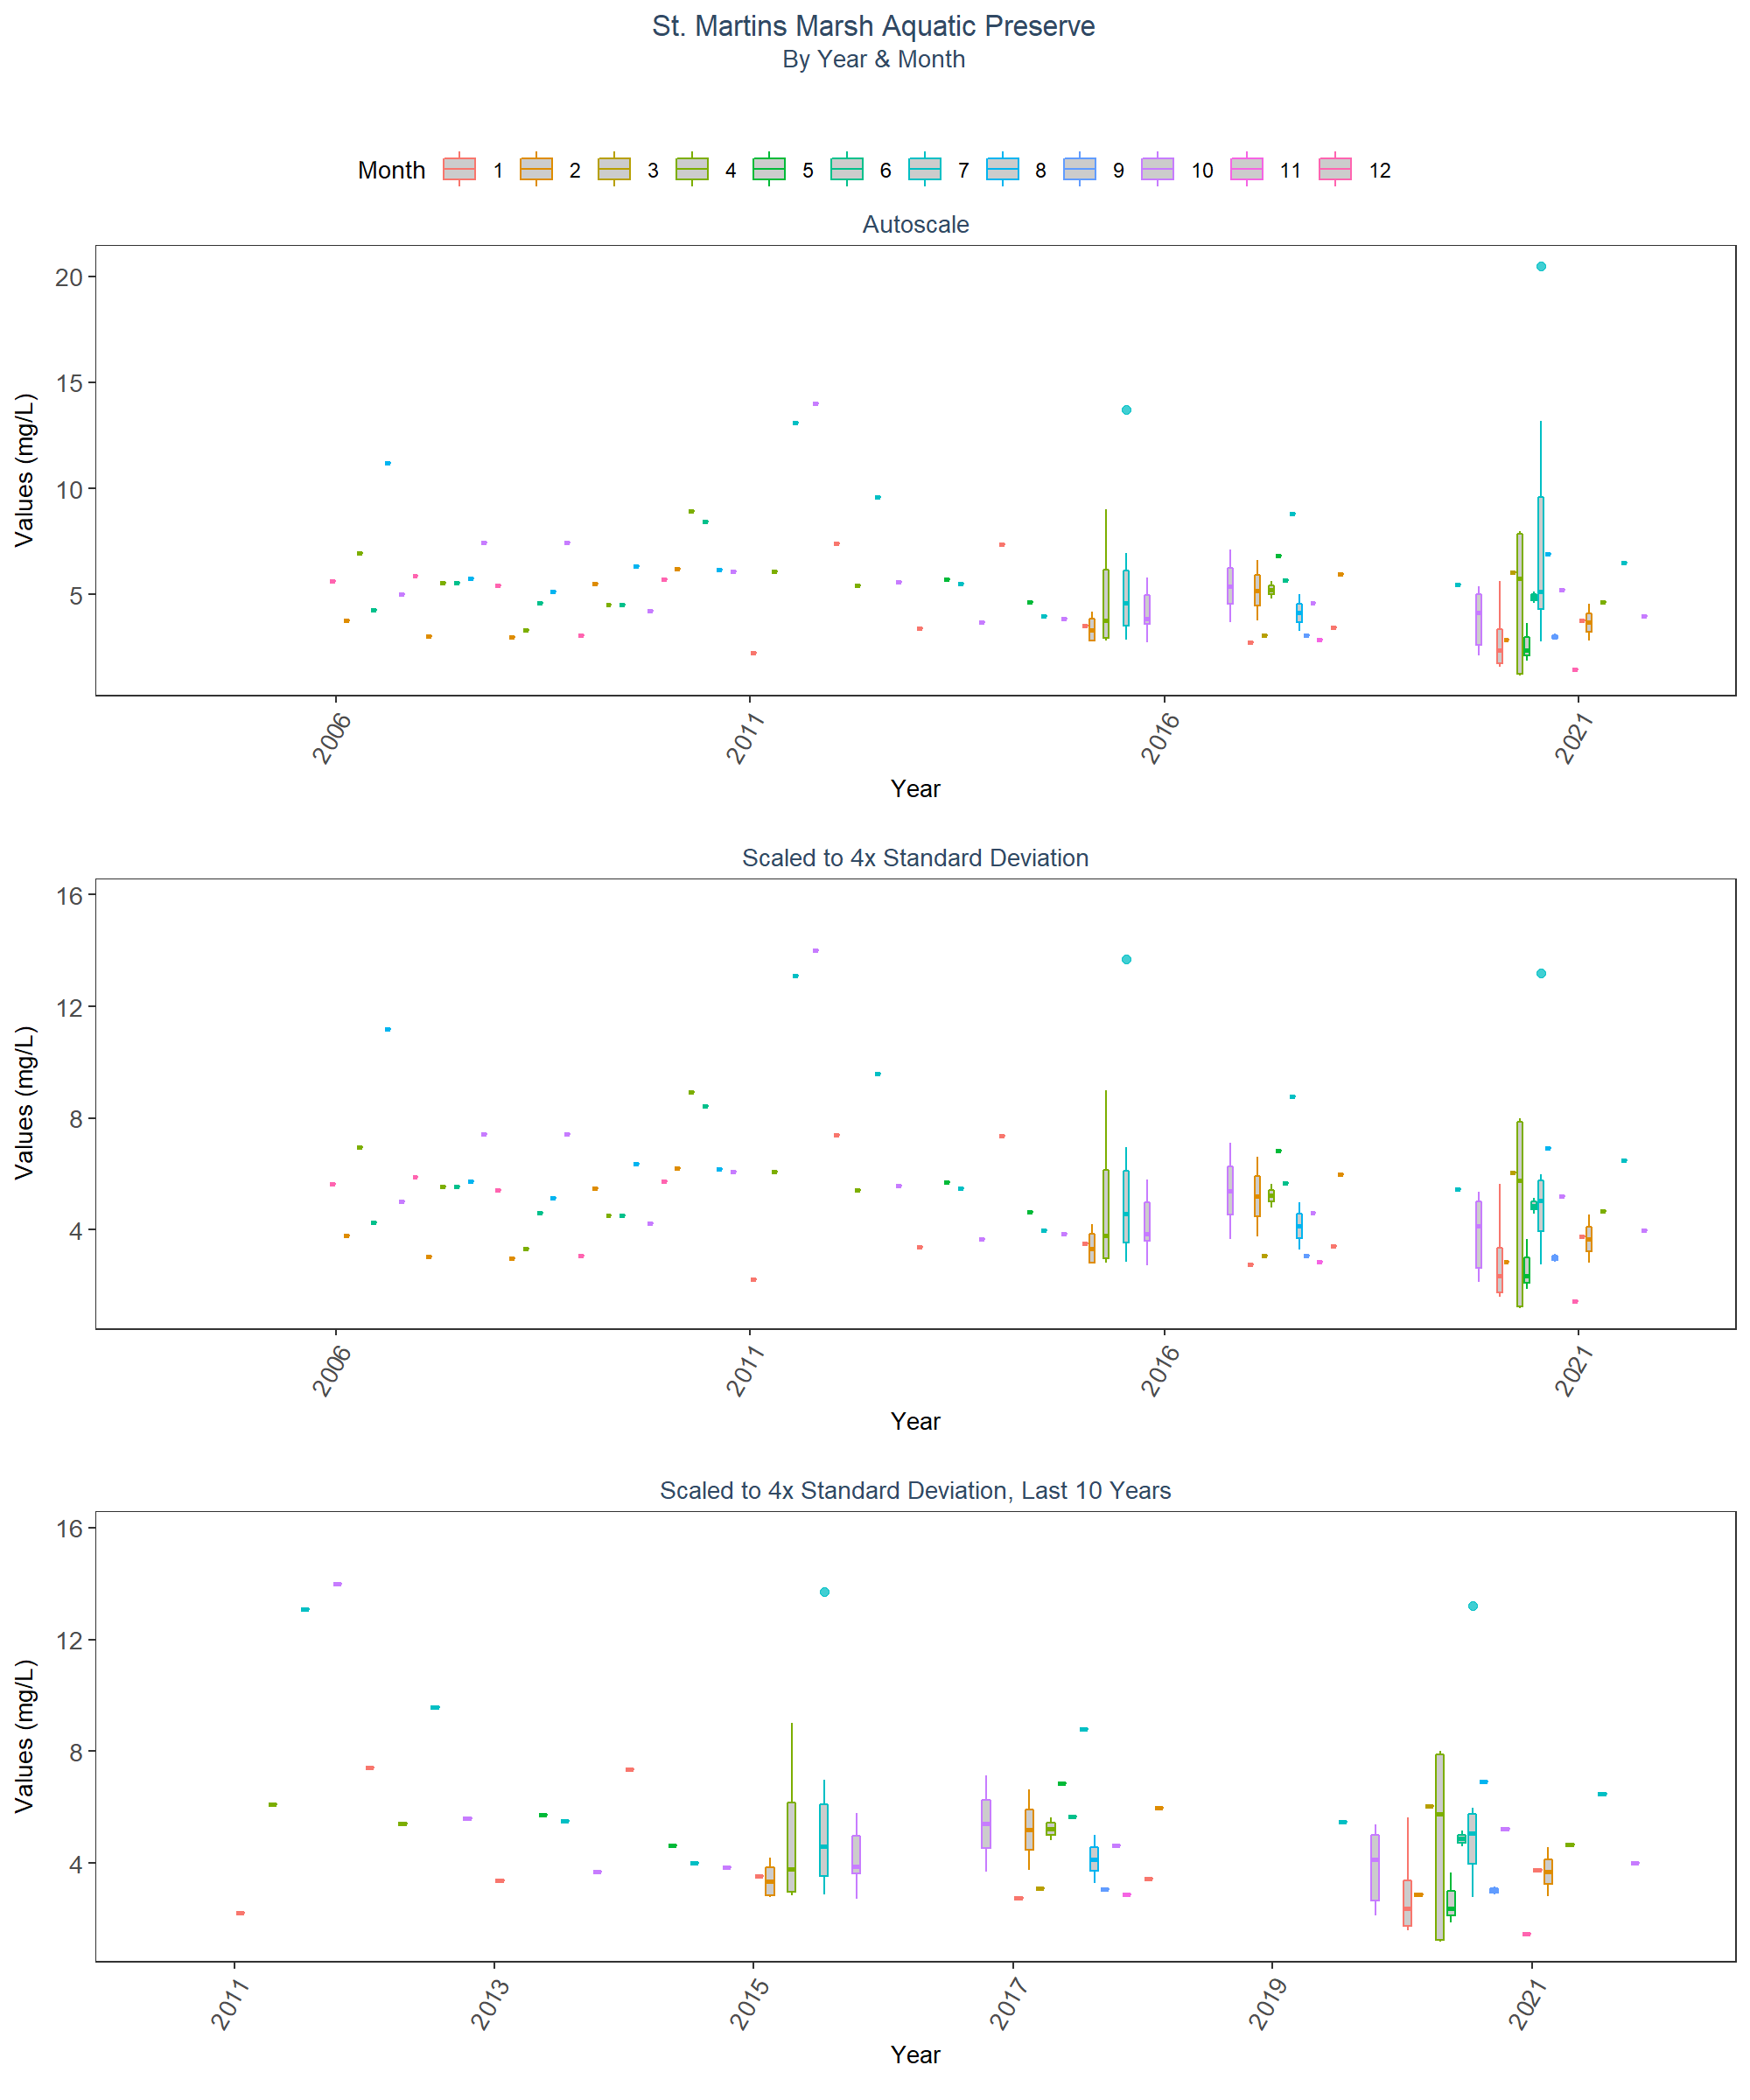 St. Martins Marsh Aquatic Preserve
By Year & Month
Month 1 2 3 4 5 6 7 8 9 10 11 12
Autoscale
Values (mg/L)
20
15
10
5
2006 2011 2016 2021
Year
Scaled to 4x Standard Deviation
Values (mg/L)
16
12
8
4
2006 2011 2016 2021
Year
Scaled to 4x Standard Deviation, Last 10 Years
Values (mg/L)
16
12
8
4
2011 2013 2015 2017 2019 2021
Year